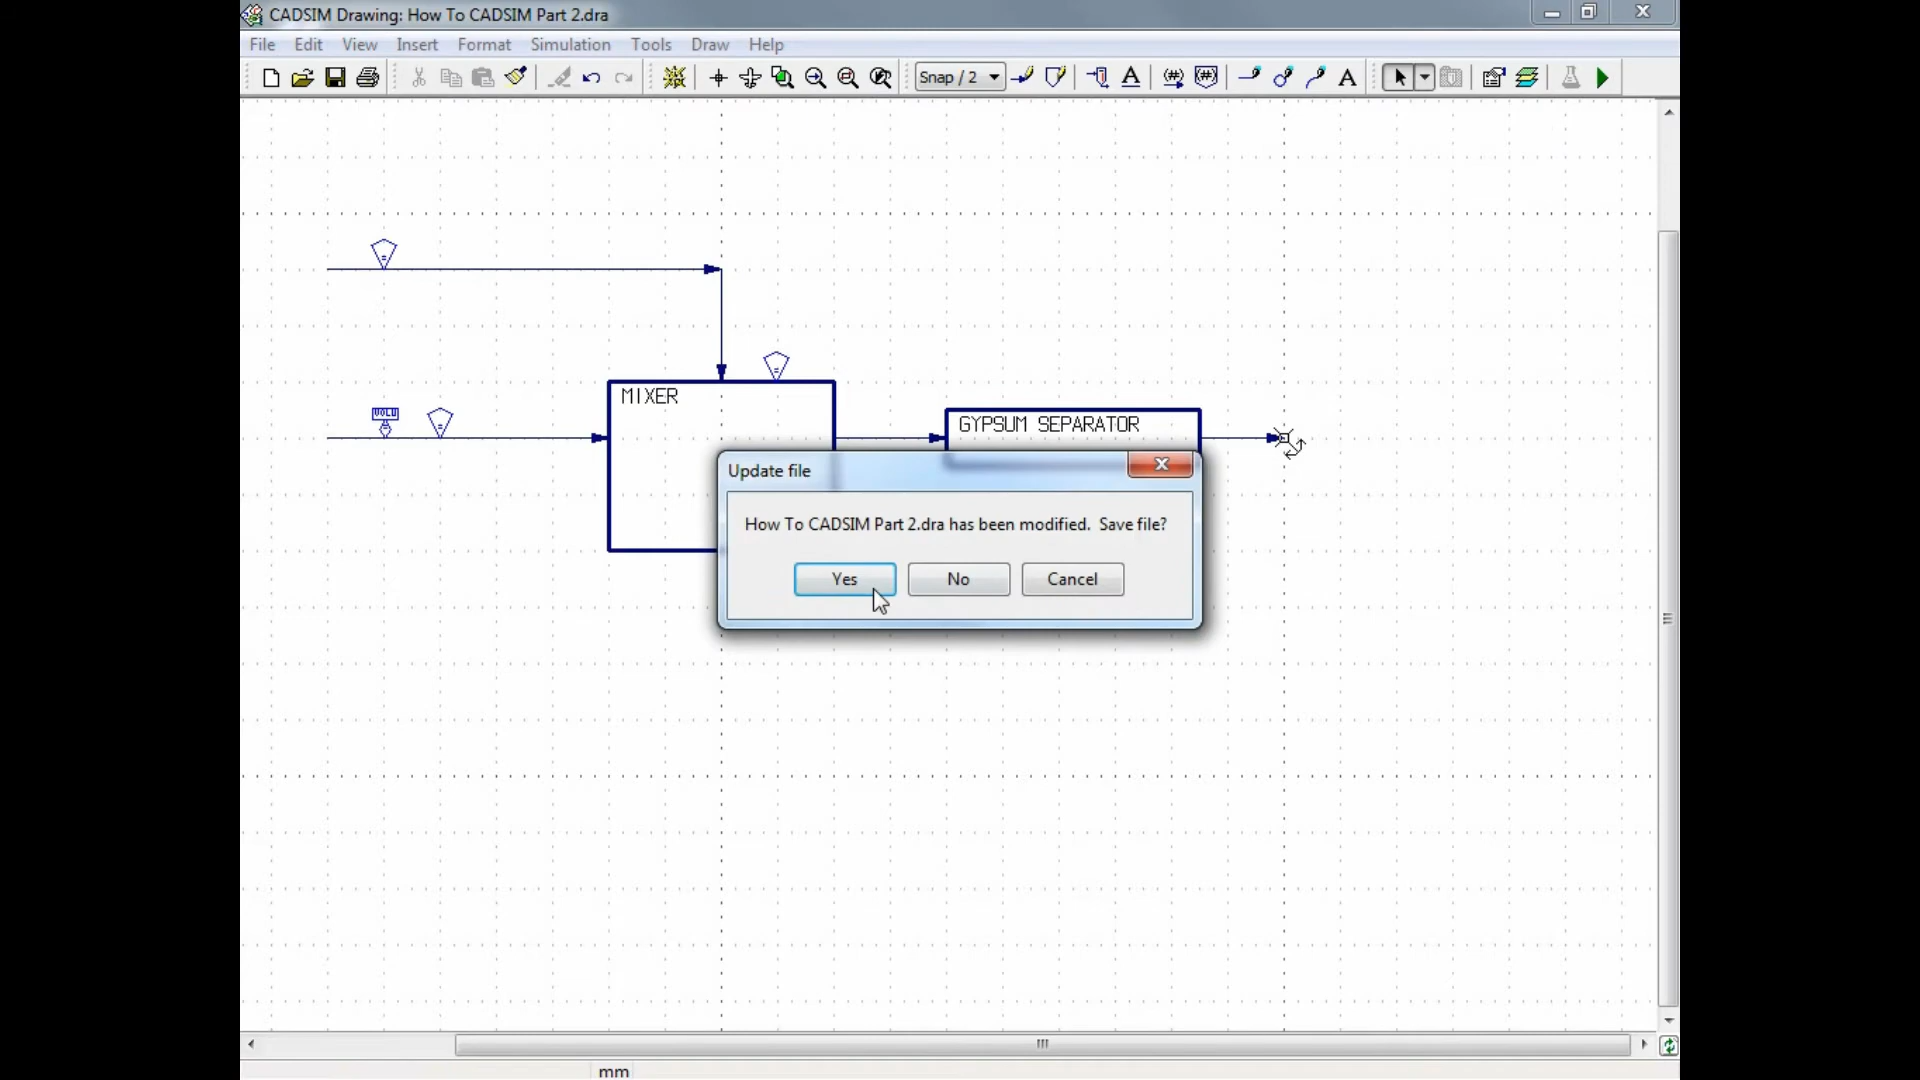 CADSIM Drawing: How To CADSIM Part 2.dra
File Edit View Insert Format Simulation Tools Draw Help
Snap / 2
MIXER
GYPSUM SEPARATOR
Update file
How To CADSIM Part 2.dra has been modified. Save file?
Yes No Cancel
mm